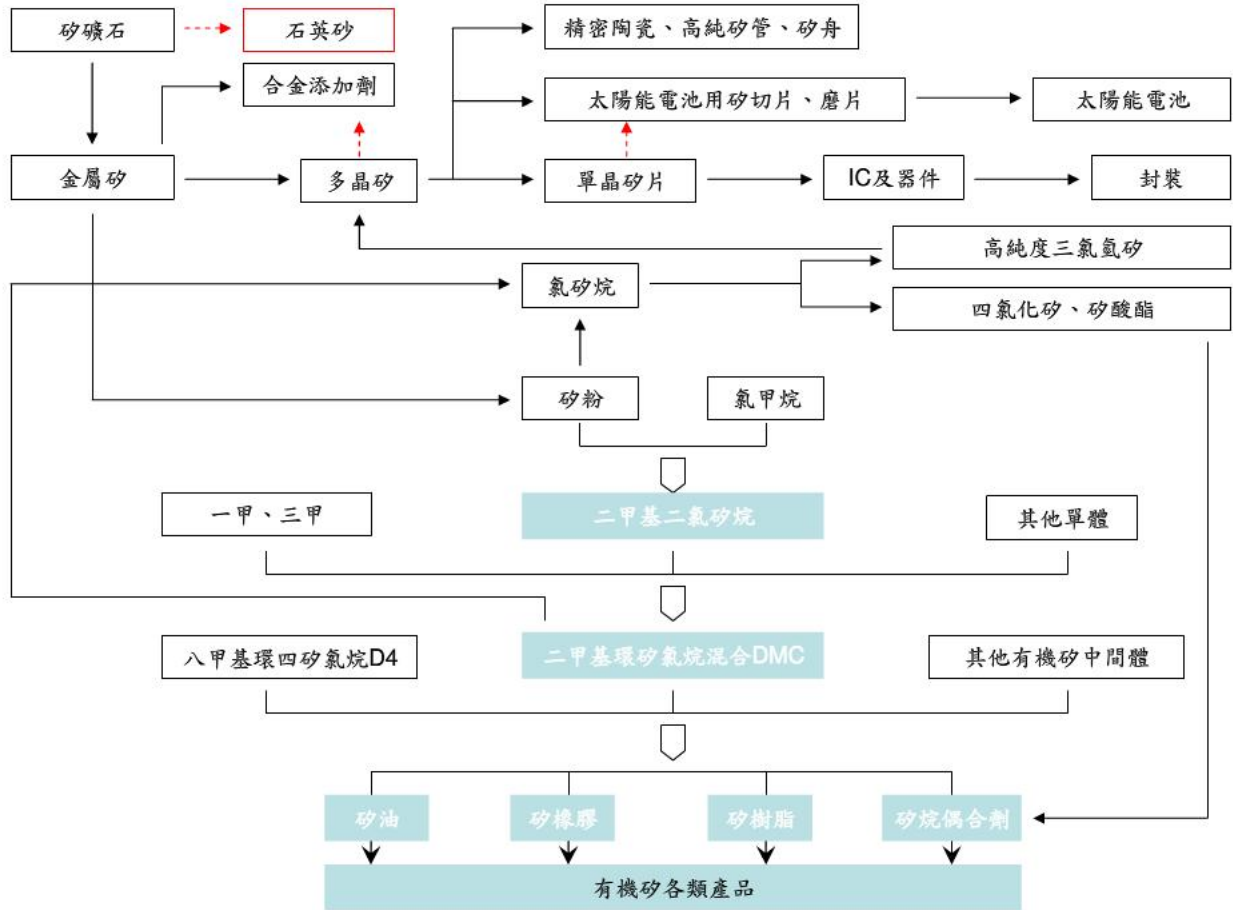 矽礦石
石英砂
精密陶瓷、高純矽管、矽舟
合金添加劑
太陽能電池用矽切片、磨片
太陽能電池
金屬矽
多晶矽
單晶矽片
IC及器件
封裝
高純度三氯氫矽
氯矽烷
四氯化矽、矽酸酯
矽粉
氯甲烷
一甲、三甲
二甲基二氯矽烷
其他單體
八甲基環四矽氯烷D4
二甲基環矽氯烷混合DMC
其他有機矽中間體
矽油
矽橡膠
矽樹脂
矽烷偶合劑
有機矽各類產品